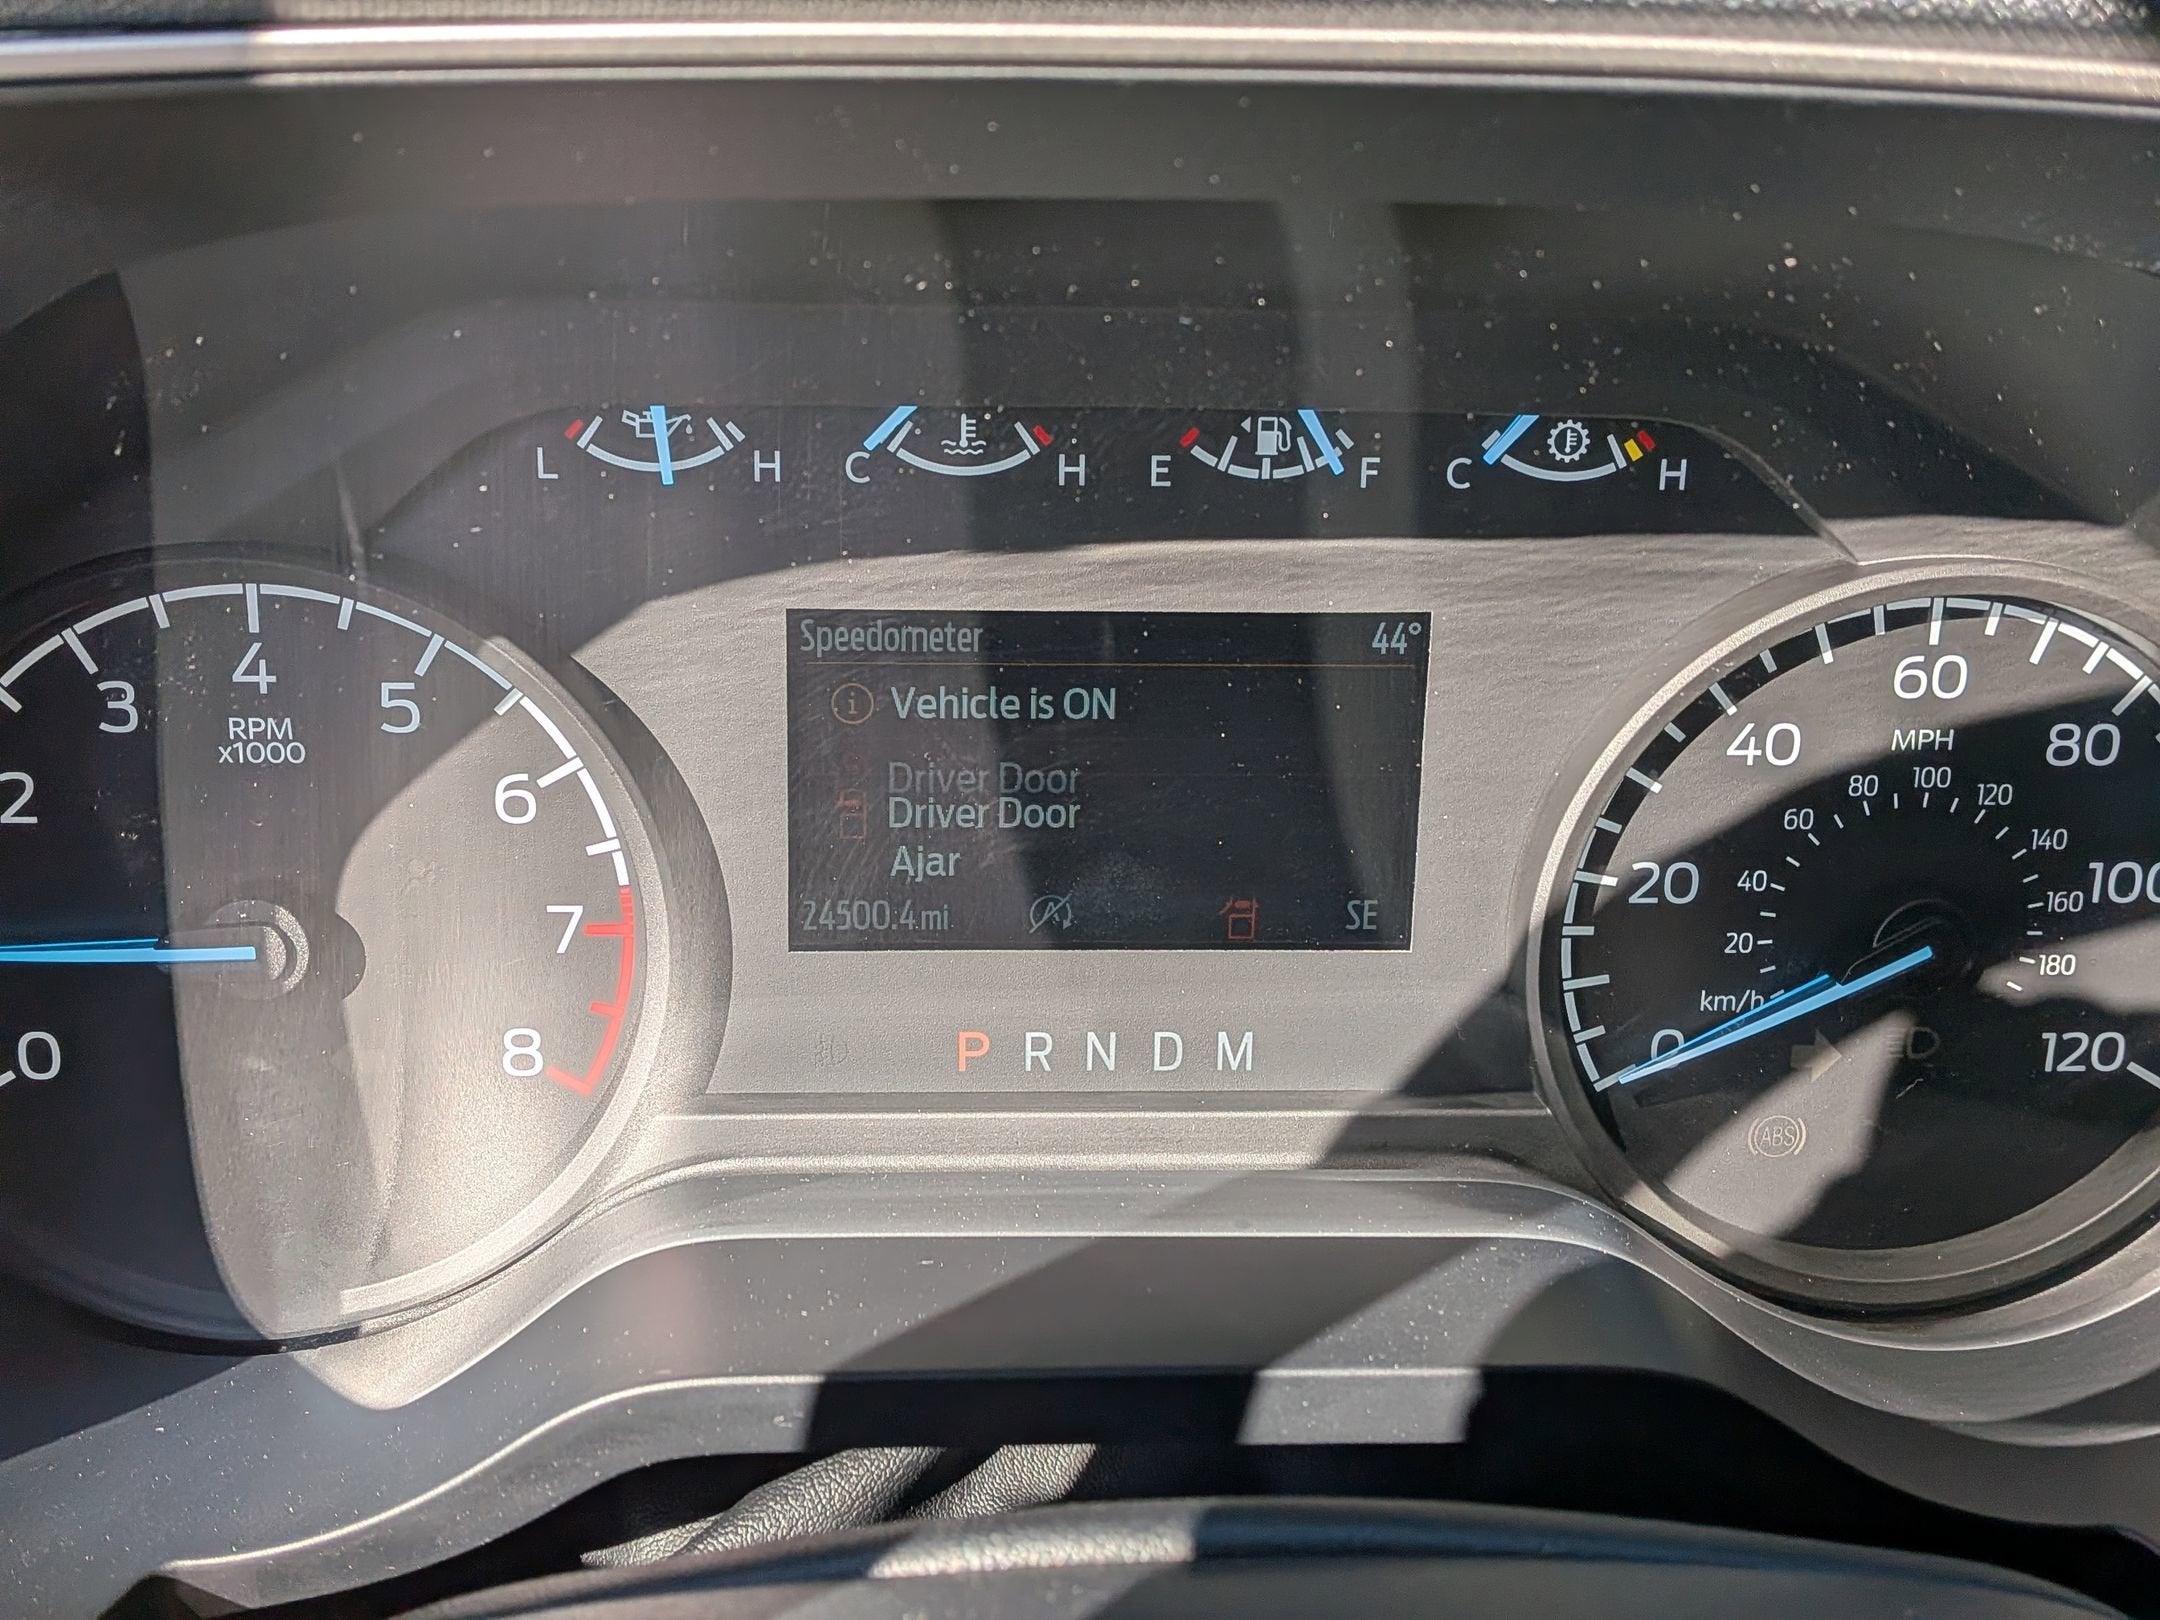 L H C H E F C H
Speedometer 44°
i Vehicle is ON
Driver Door
Driver Door
Ajar
24500.4 mi A SE
P R N D M
0 2 3 4 5 6 7 8
RPM
x1000
0 20 40 60 80 100 120
MPH
20 40 60 80 100 120 140 160 180
km/h
ABS